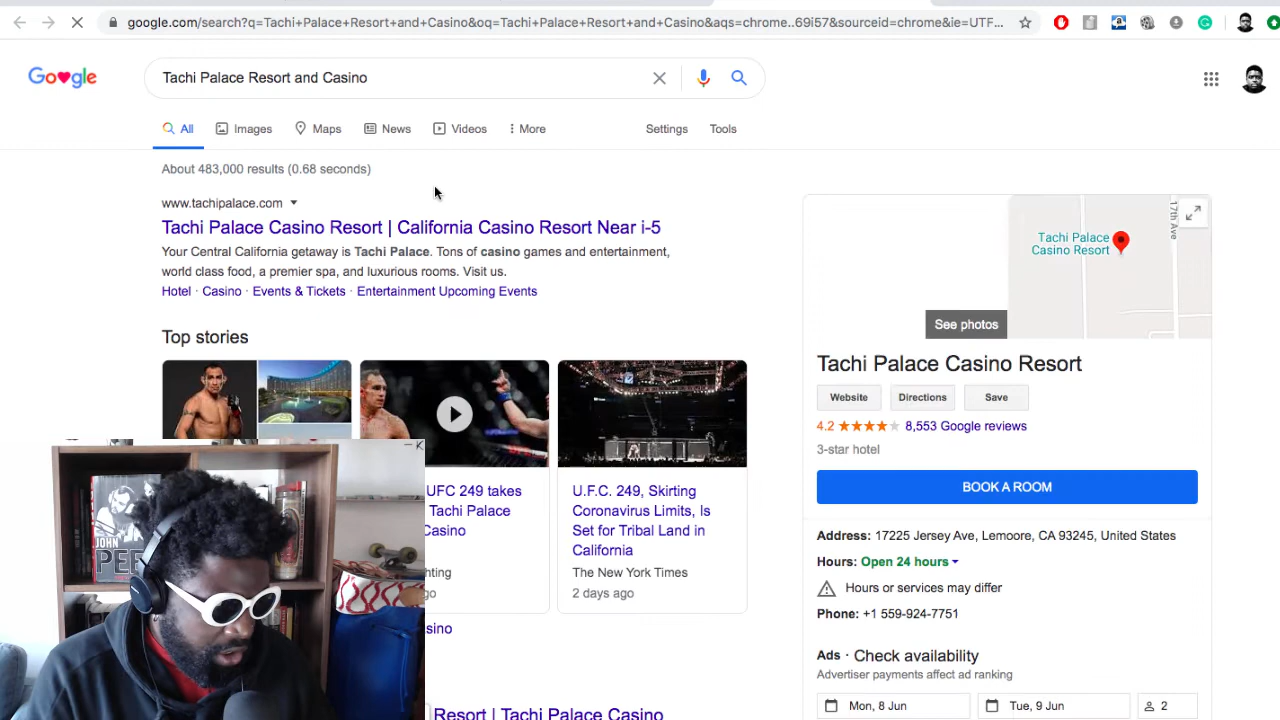 google.com/search?q=Tachi+Palace+Resort+and+Casino&oq=Tachi+Palace+Resort+and+Casino&aqs=chrome..69i57&sourceid=chrome&ie=UTF...
Tachi Palace Resort and Casino
All Images Maps News Videos More Settings Tools
About 483,000 results (0.68 seconds)
www.tachipalace.com
Tachi Palace Casino Resort | California Casino Resort Near i-5
Your Central California getaway is Tachi Palace. Tons of casino games and entertainment,
world class food, a premier spa, and luxurious rooms. Visit us.
Hotel · Casino · Events & Tickets · Entertainment Upcoming Events
Top stories
UFC 249 takes
Tachi Palace
Casino
U.F.C. 249, Skirting
Coronavirus Limits, Is
Set for Tribal Land in
California
The New York Times
2 days ago
Resort | Tachi Palace Casino
17th Ave
Tachi Palace
Casino Resort
See photos
Tachi Palace Casino Resort
Website Directions Save
4.2 8,553 Google reviews
3-star hotel
BOOK A ROOM
Address: 17225 Jersey Ave, Lemoore, CA 93245, United States
Hours: Open 24 hours
Hours or services may differ
Phone: +1 559-924-7751
Ads · Check availability
Advertiser payments affect ad ranking
Mon, 8 Jun Tue, 9 Jun 2
JOHN
PEE